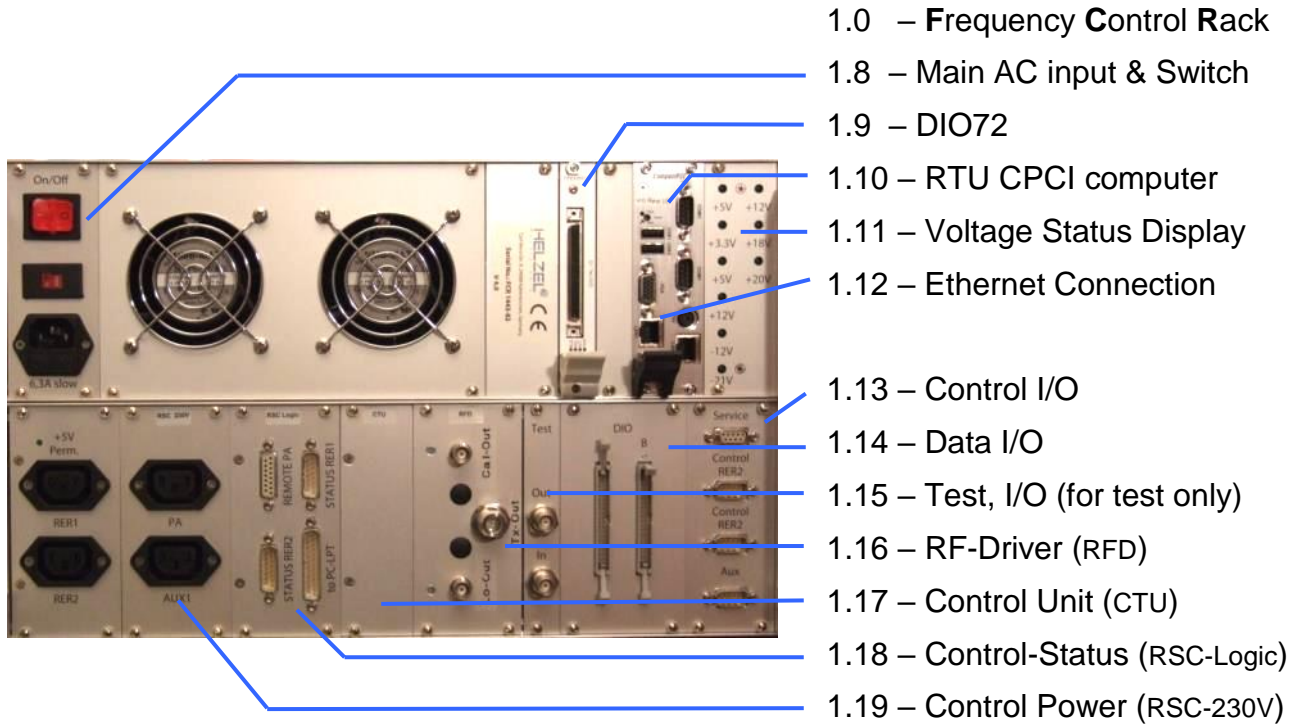 1.0 – Frequency Control Rack
1.8 – Main AC input & Switch
1.9 – DIO72
1.10 – RTU CPCI computer
1.11 – Voltage Status Display
1.12 – Ethernet Connection
1.13 – Control I/O
1.14 – Data I/O
1.15 – Test, I/O (for test only)
1.16 – RF-Driver (RFD)
1.17 – Control Unit (CTU)
1.18 – Control-Status (RSC-Logic)
1.19 – Control Power (RSC-230V)
On/Off
6,3A slow
HELZEL
CE
CompactPCI
+5V +12V
+3.3V +18V
+5V +20V
+12V
-12V
-21V
+5V
Perm.
RER1
RER2
RSC 230V
PA
AUX1
RSC Logic
REMOTE PA
STATUS RER1
STATUS RER2
to PC-LPT
CTU
RFD
Cal-Out
Tx-Out
Lo-Out
Test
Out
In
DIO
B
Service
Control
RER2
Control
RER2
Aux